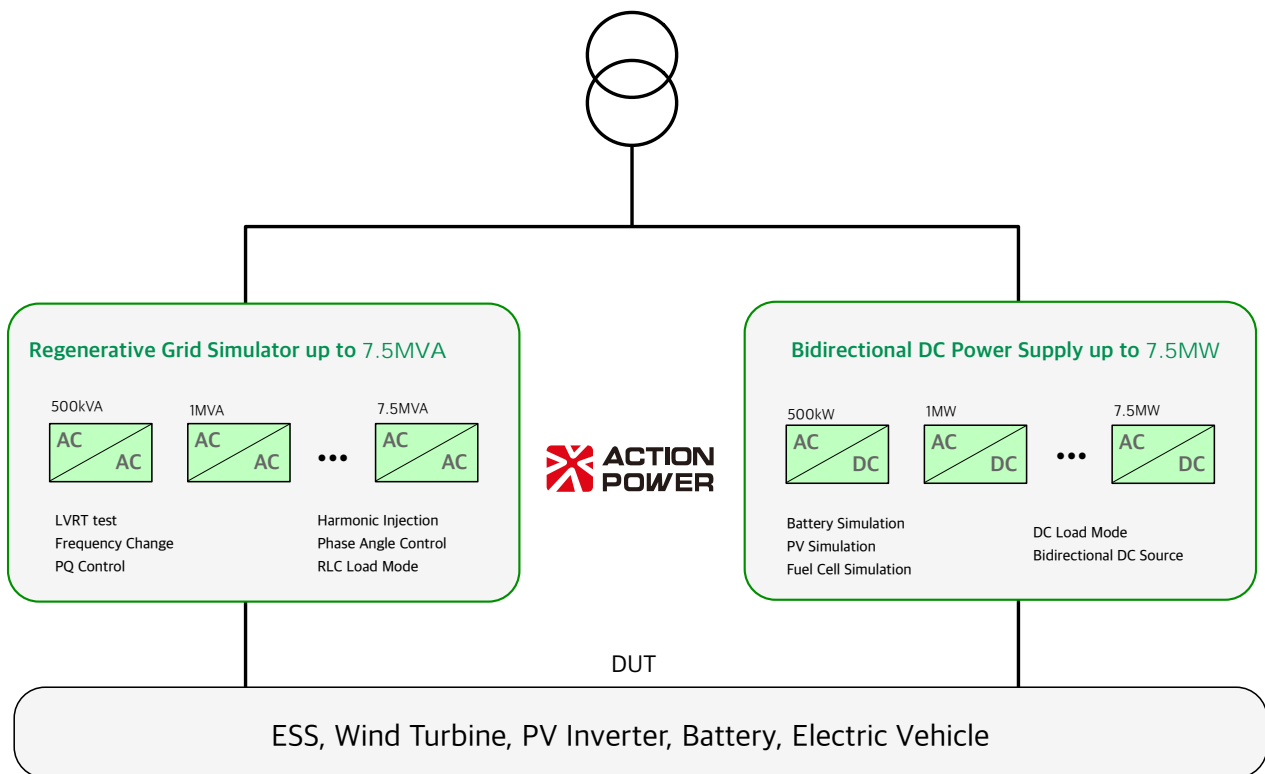 Regenerative Grid Simulator up to 7.5MVA
500kVA
1MVA
7.5MVA
AC
AC
AC
AC
•••
AC
AC
LVRT test
Frequency Change
PQ Control
Harmonic Injection
Phase Angle Control
RLC Load Mode
ACTION
POWER
Bidirectional DC Power Supply up to 7.5MW
500kW
1MW
7.5MW
AC
DC
AC
DC
•••
AC
DC
Battery Simulation
PV Simulation
Fuel Cell Simulation
DC Load Mode
Bidirectional DC Source
DUT
ESS, Wind Turbine, PV Inverter, Battery, Electric Vehicle